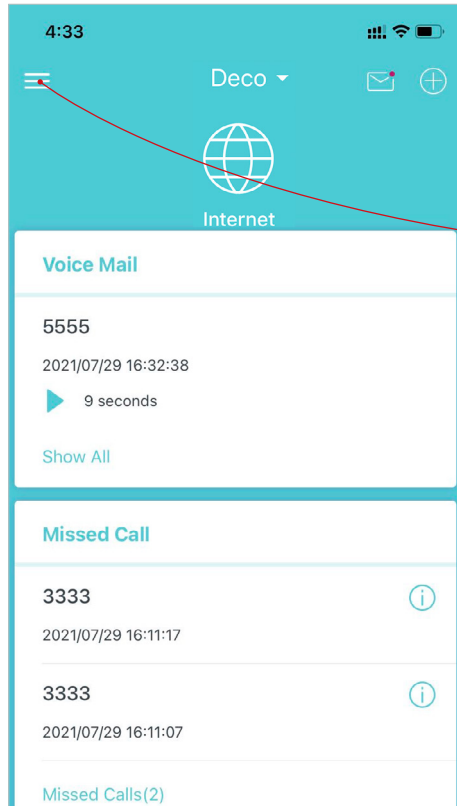 4:33
Deco
Internet
Voice Mail
5555
2021/07/29 16:32:38
9 seconds
Show All
Missed Call
3333
2021/07/29 16:11:17
3333
2021/07/29 16:11:07
Missed Calls(2)